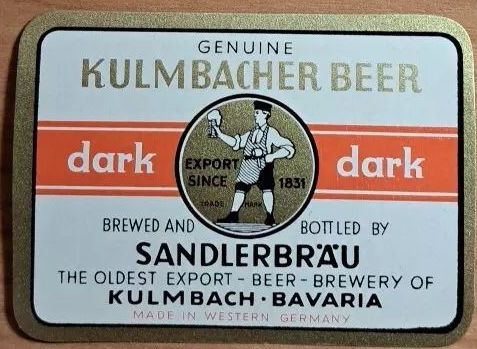 GENUINE
KULMBACHER BEER
dark
EXPORT
SINCE 1831
TRADE MARK
dark
BREWED AND BOTTLED BY
SANDLERBRÄU
THE OLDEST EXPORT - BEER - BREWERY OF
KULMBACH · BAVARIA
MADE IN WESTERN GERMANY